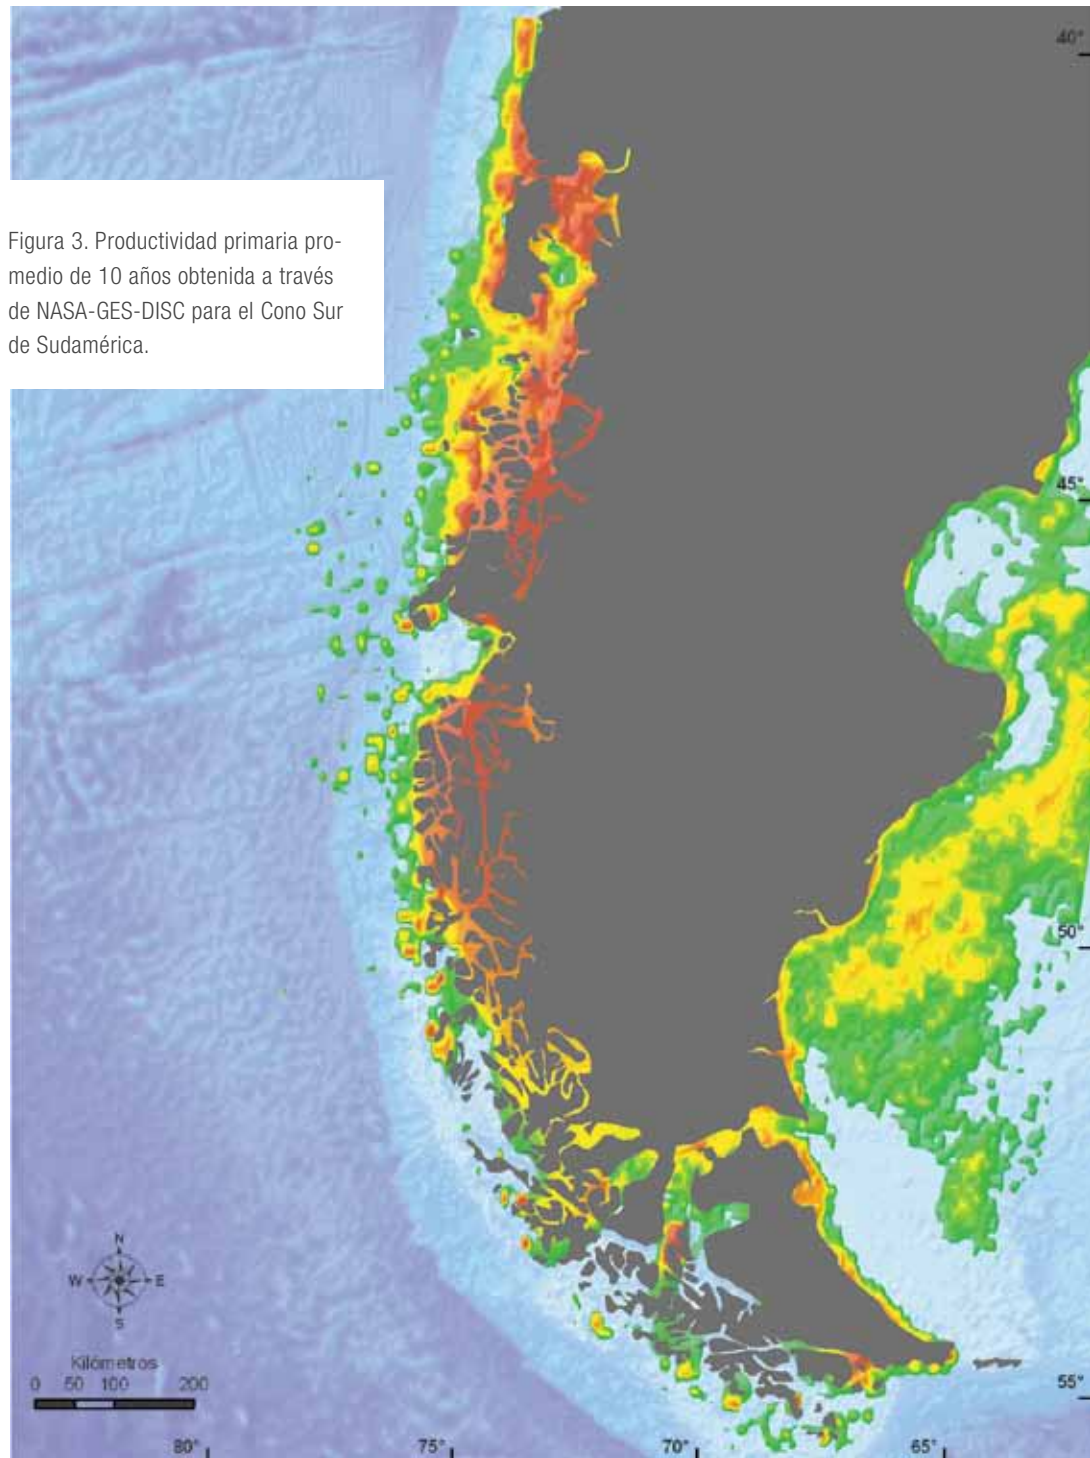 40°
Figura 3. Productividad primaria pro-
medio de 10 años obtenida a través
de NASA-GES-DISC para el Cono Sur
de Sudamérica.
45°
50°
N
W E
S
Kilómetros
0 50 100 200
55°
80° 75° 70° 65°